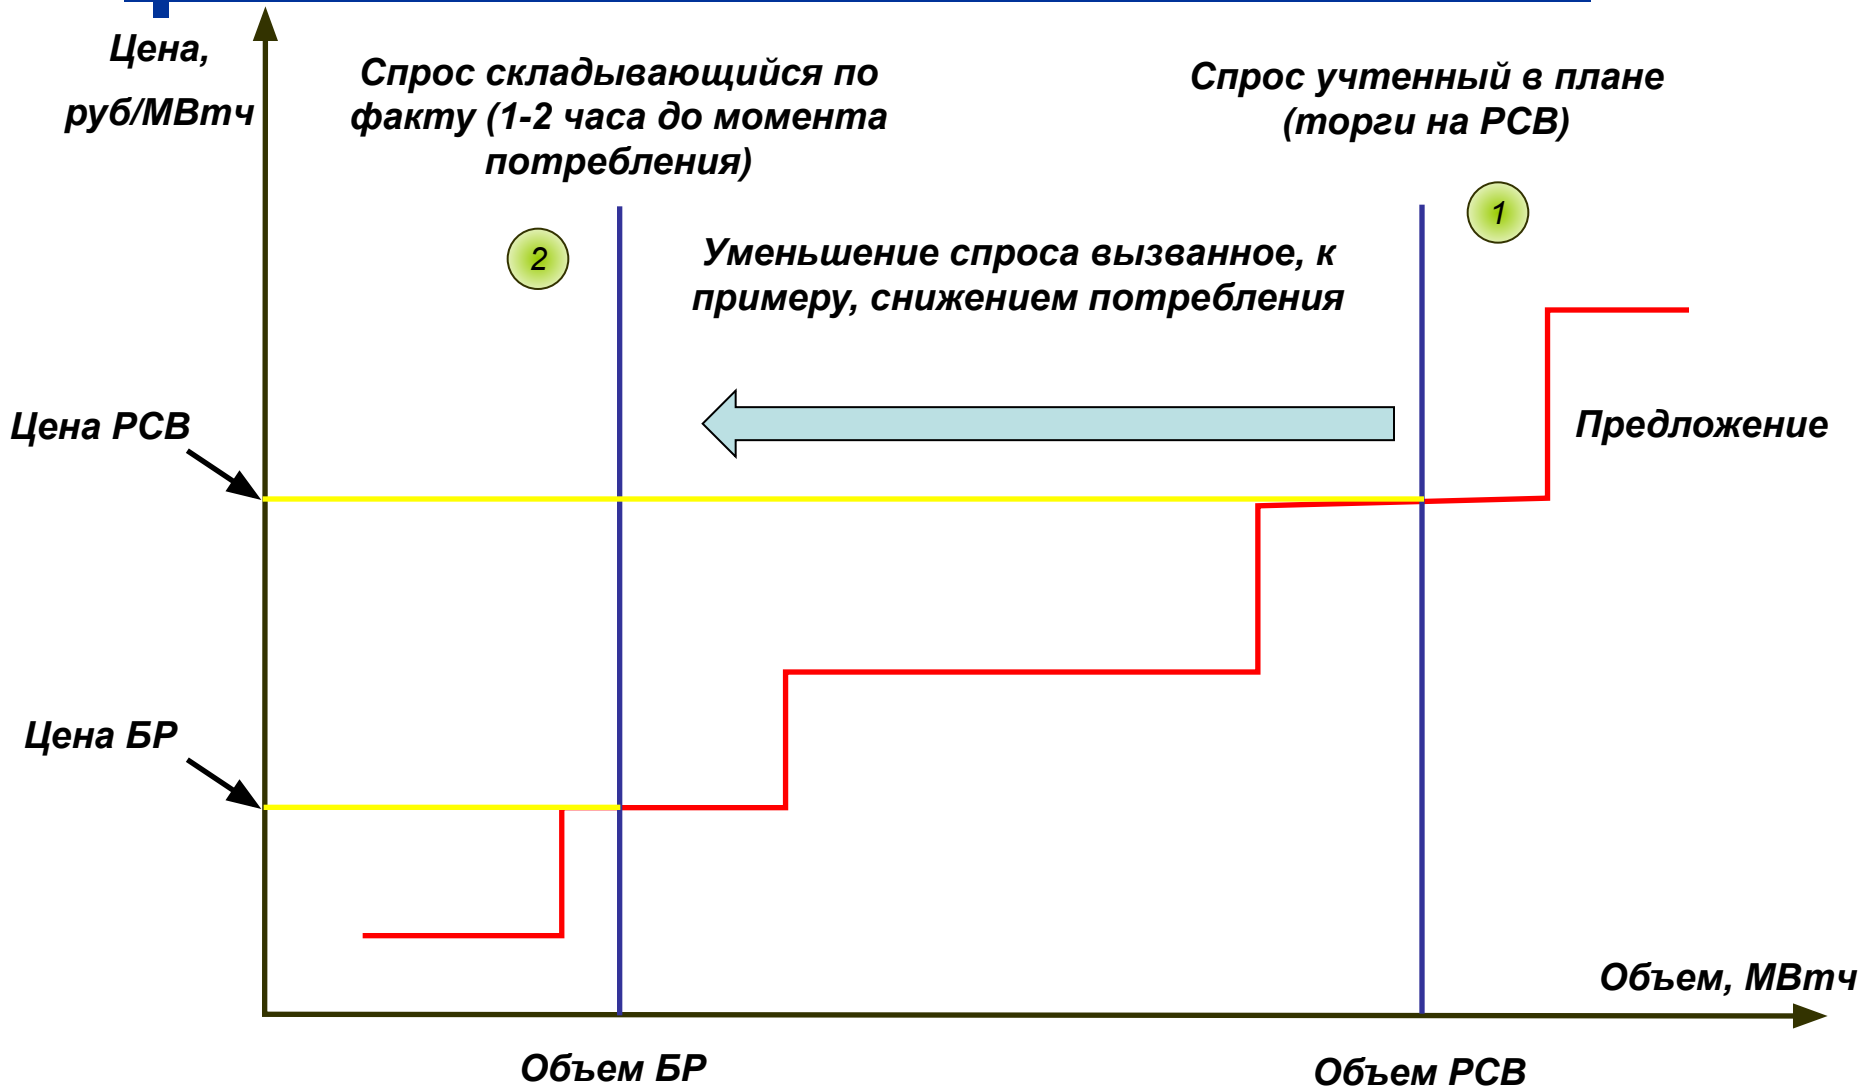 Цена,
руб/МВтч
Спрос складывающийся по
факту (1-2 часа до момента
потребления)
Спрос учтенный в плане
(торги на РСВ)
1
2
Уменьшение спроса вызванное, к
примеру, снижением потребления
Цена РСВ
Предложение
Цена БР
Объем, МВтч
Объем БР
Объем РСВ